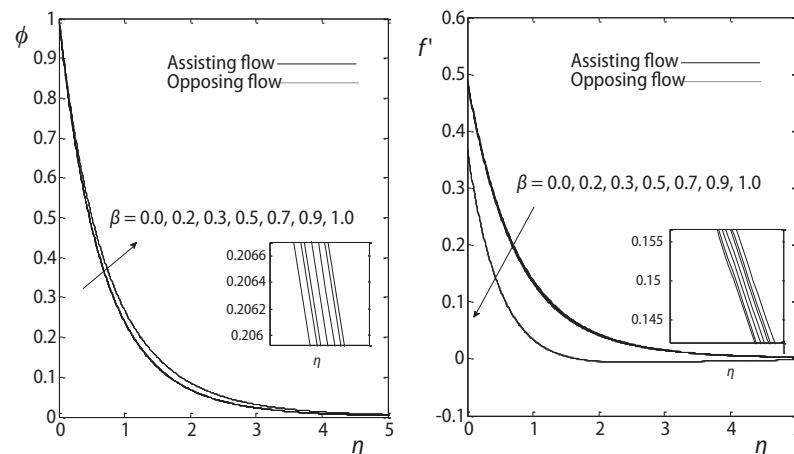 ϕ
1
0.9
0.8
0.7
0.6
0.5
0.4
0.3
0.2
0.1
0
Assisting flow
Opposing flow
β = 0.0, 0.2, 0.3, 0.5, 0.7, 0.9, 1.0
0.2066
0.2064
0.2062
0.206
η
0 1 2 3 4 5
η
f'
0.6
0.5
0.4
0.3
0.2
0.1
0
-0.1
Assisting flow
Opposing flow
β = 0.0, 0.2, 0.3, 0.5, 0.7, 0.9, 1.0
0.155
0.15
0.145
η
0 1 2 3 4 5
η